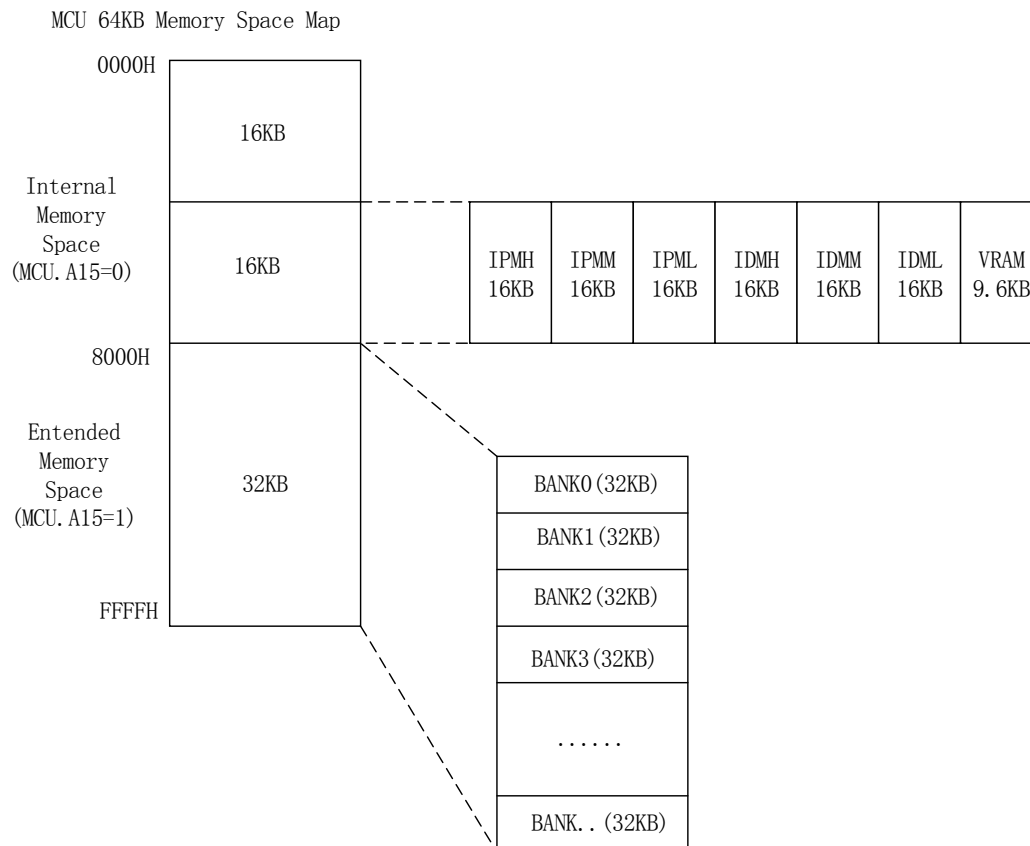 MCU 64KB Memory Space Map
0000H
16KB
Internal
Memory
Space
(MCU.A15=0)
16KB
IPMH
16KB
IPMM
16KB
IPML
16KB
IDMH
16KB
IDMM
16KB
IDML
16KB
VRAM
9.6KB
8000H
Entended
Memory
Space
(MCU.A15=1)
32KB
FFFFH
BANK0(32KB)
BANK1(32KB)
BANK2(32KB)
BANK3(32KB)
......
BANK..(32KB)